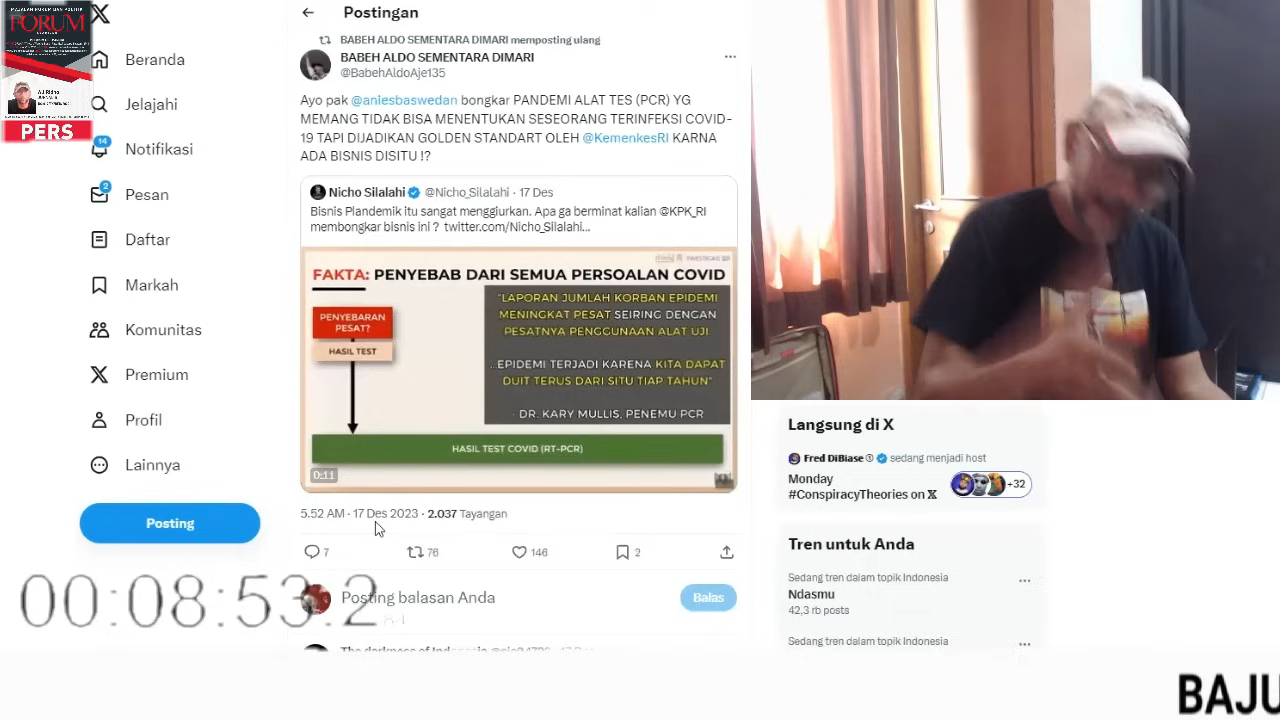 FORUM
PERS
Postingan
BABEH ALDO SEMENTARA DIMARI memposting ulang
BABEH ALDO SEMENTARA DIMARI
@BabehAldoAje135
Ayo pak @aniesbaswedan bongkar PANDEMI ALAT TES (PCR) YG
MEMANG TIDAK BISA MENENTUKAN SESEORANG TERINFEKSI COVID-
19 TAPI DIJADIKAN GOLDEN STANDART OLEH @KemenkesRI KARNA
ADA BISNIS DISITU !?
Nicho Silalahi @Nicho_Silalahi · 17 Des
Bisnis Plandemik itu sangat menggiurkan. Apa ga berminat kalian @KPK_RI
membongkar bisnis ini ? twitter.com/Nicho_Silalahi...
FAKTA: PENYEBAB DARI SEMUA PERSOALAN COVID
PENYEBARAN
PESAT?
HASIL TEST
"LAPORAN JUMLAH KORBAN EPIDEMI
MENINGKAT PESAT SEIRING DENGAN
PESATNYA PENGGUNAAN ALAT UJI
...EPIDEMI TERJADI KARENA KITA DAPAT
DUIT TERUS DARI SITU TIAP TAHUN"
- DR. KARY MULLIS, PENEMU PCR
HASIL TEST COVID (RT-PCR)
0:11
5.52 AM · 17 Des 2023 · 2.037 Tayangan
7 76 146 2
Posting balasan Anda
Balas
Beranda
Jelajahi
14
Notifikasi
2
Pesan
Daftar
Markah
Komunitas
Premium
Profil
Lainnya
Posting
00:08:53.2
Langsung di X
Fred DiBiase sedang menjadi host
Monday
#ConspiracyTheories on X
+32
Tren untuk Anda
Sedang tren dalam topik Indonesia
Ndasmu
42,3 rb posts
Sedang tren dalam topik Indonesia
BAJU